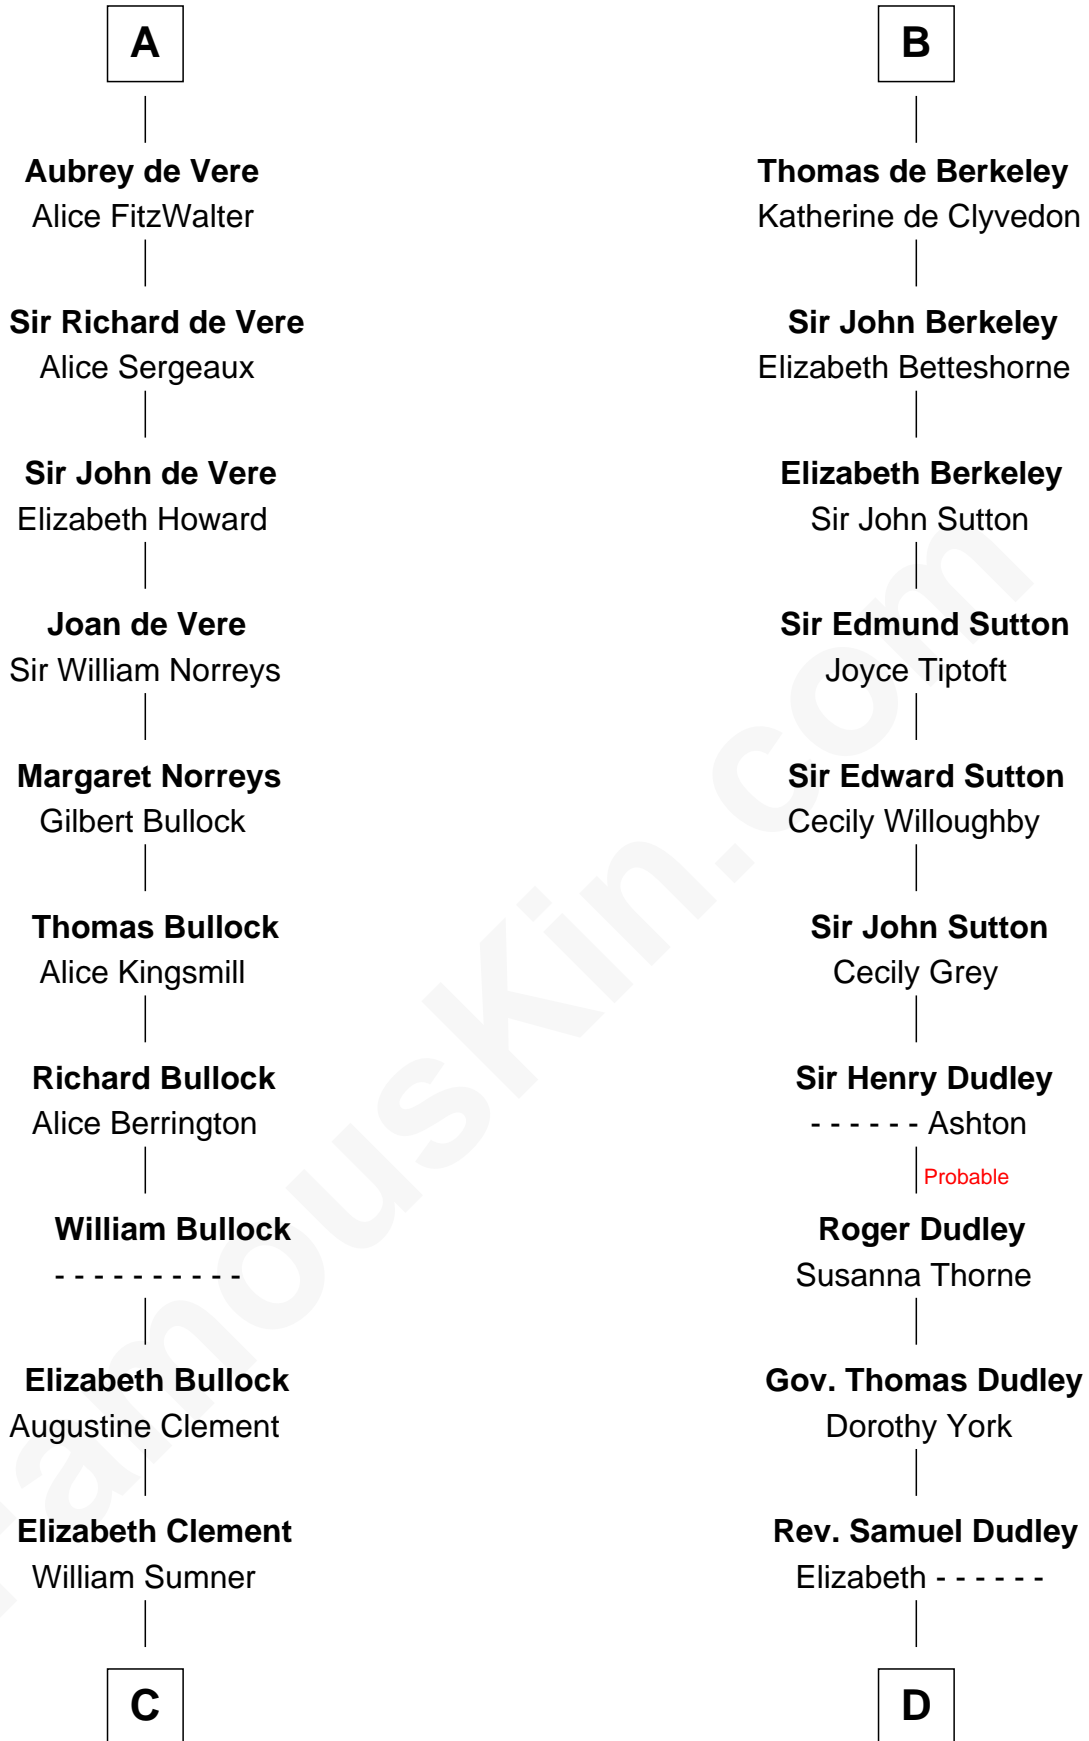 A
Aubrey de Vere
Alice FitzWalter
Sir Richard de Vere
Alice Sergeaux
Sir John de Vere
Elizabeth Howard
Joan de Vere
Sir William Norreys
Margaret Norreys
Gilbert Bullock
Thomas Bullock
Alice Kingsmill
Richard Bullock
Alice Berrington
William Bullock
- - - - - - - - - -
Elizabeth Bullock
Augustine Clement
Elizabeth Clement
William Sumner
C
B
Thomas de Berkeley
Katherine de Clyvedon
Sir John Berkeley
Elizabeth Betteshorne
Elizabeth Berkeley
Sir John Sutton
Sir Edmund Sutton
Joyce Tiptoft
Sir Edward Sutton
Cecily Willoughby
Sir John Sutton
Cecily Grey
Sir Henry Dudley
- - - - - - Ashton
Probable
Roger Dudley
Susanna Thorne
Gov. Thomas Dudley
Dorothy York
Rev. Samuel Dudley
Elizabeth - - - - - -
D
FamousKin.com